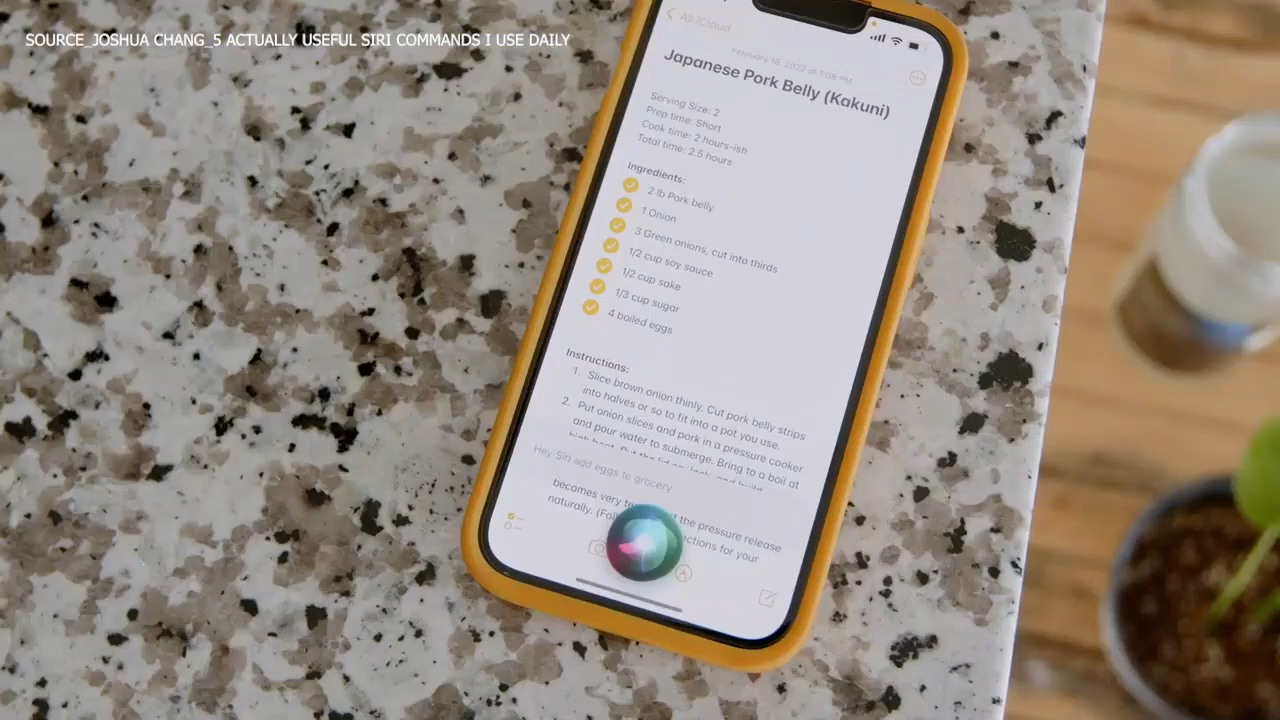 SOURCE_JOSHUA CHANG_5 ACTUALLY USEFUL SIRI COMMANDS I USE DAILY
All iCloud
February 16, 2022 at 1:08 PM
Japanese Pork Belly (Kakuni)
Serving Size: 2
Prep time: Short
Cook time: 2 hours-ish
Total time: 2.5 hours
Ingredients:
2 lb Pork belly
1 Onion
3 Green onions, cut into thirds
1/2 cup soy sauce
1/2 cup sake
1/3 cup sugar
4 boiled eggs
Instructions:
1. Slice brown onion thinly. Cut pork belly strips
into halves or so to fit into a pot you use.
2. Put onion slices and pork in a pressure cooker
and pour water to submerge. Bring to a boil at
Hey Siri add eggs to grocery
becomes very the pressure release
naturally. ctions for your